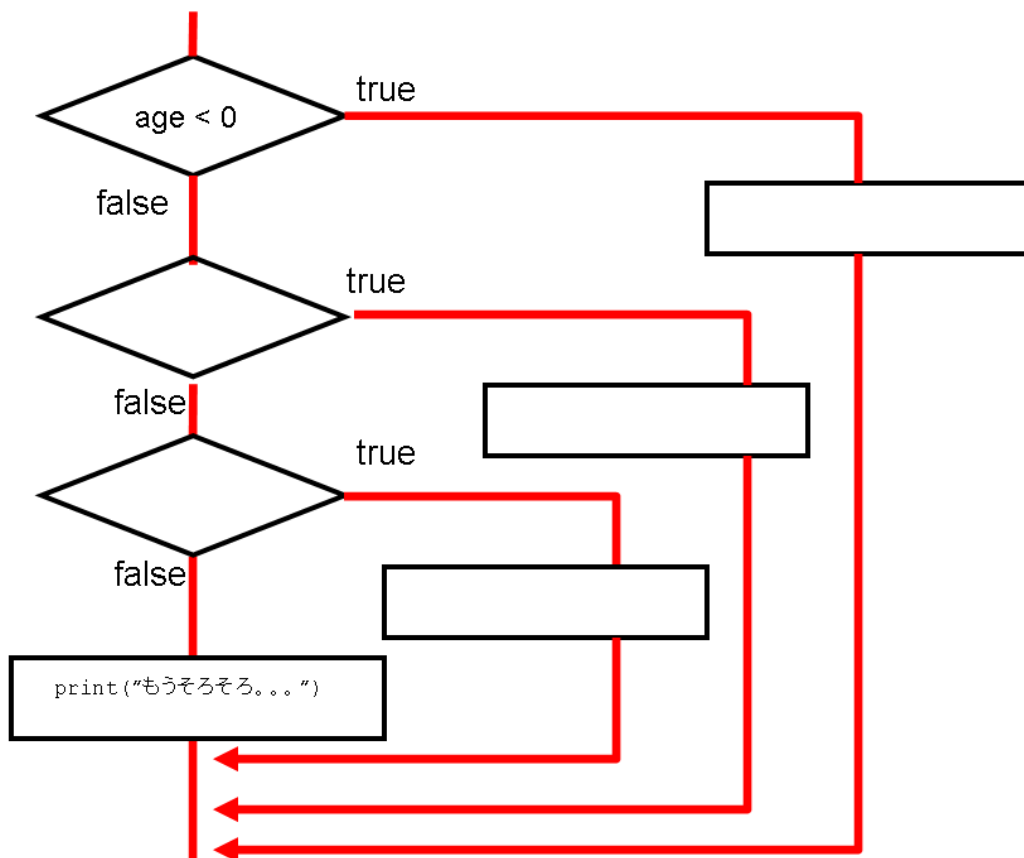 true
age < 0
false
true
false
true
false
print("もうそろそろ。。。")